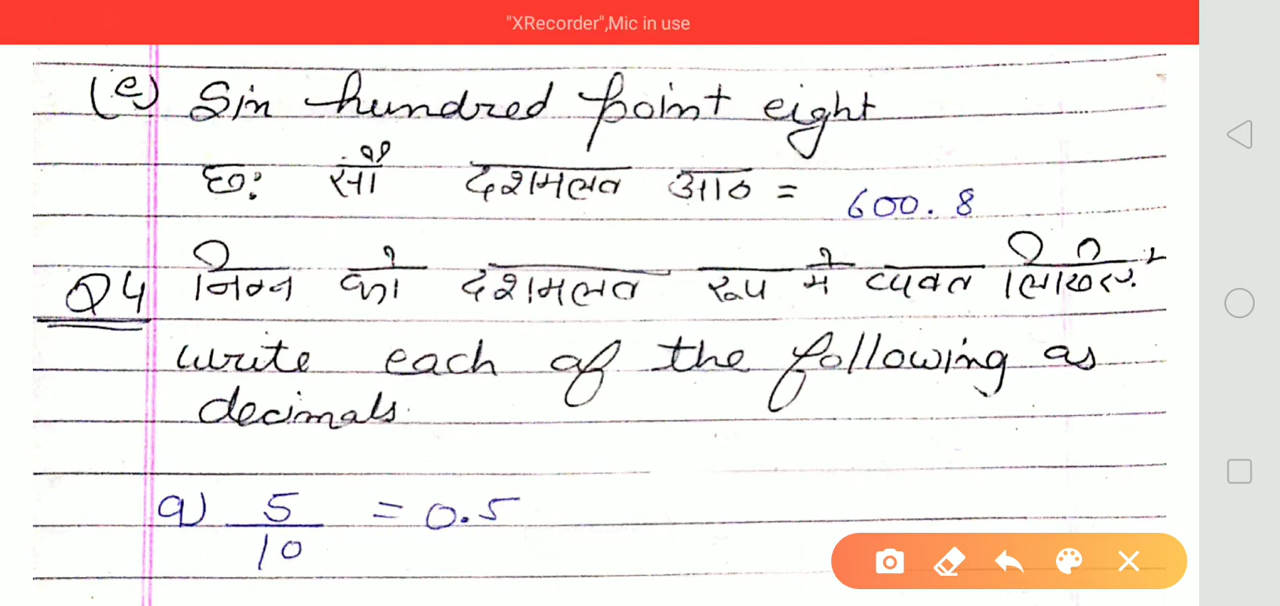 "XRecorder",Mic in use
(e) Sin hundred point eight
छ: सौ दशमलव आठ = 600.8
Q4 निम्न को दशमलव रूप में व्यक्त लिखिए
write each of the following as
decimals.
a) 5/10 = 0.5